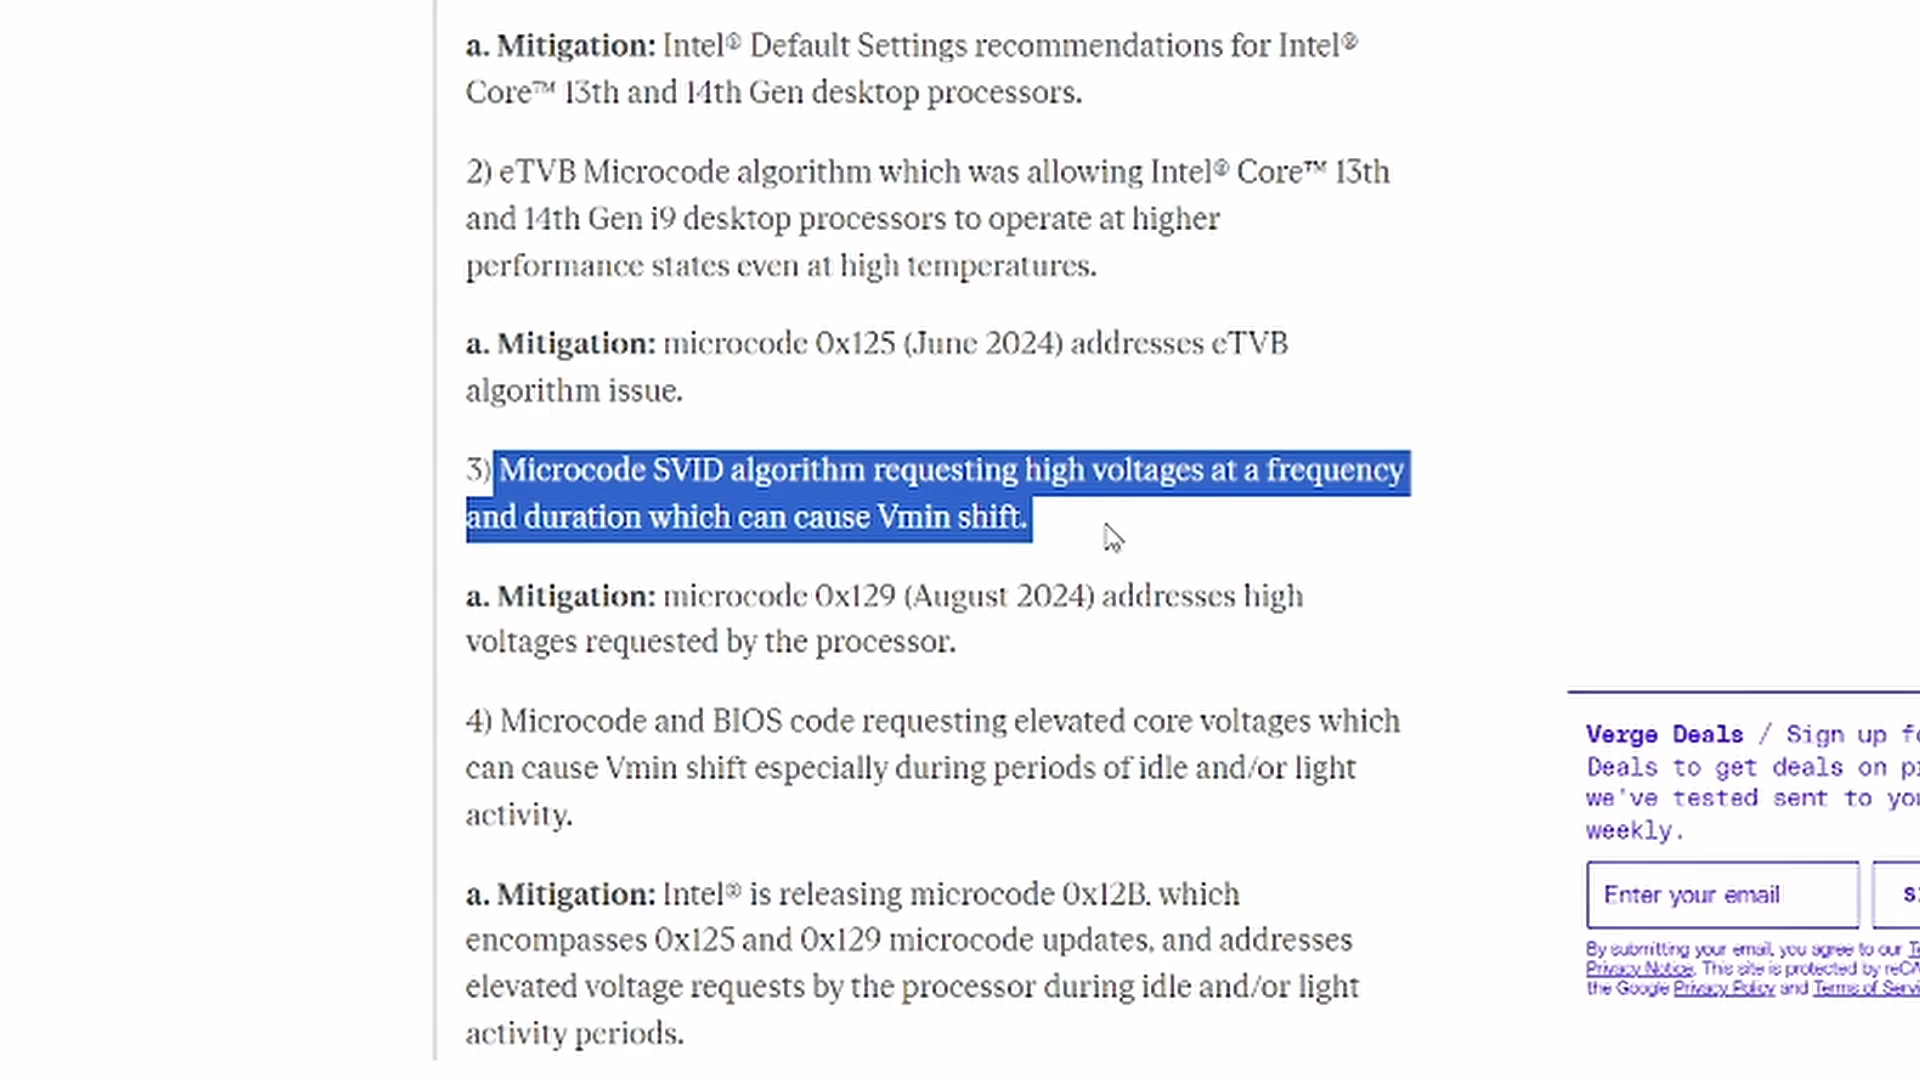 a. Mitigation: Intel® Default Settings recommendations for Intel®
Core™ 13th and 14th Gen desktop processors.
2) eTVB Microcode algorithm which was allowing Intel® Core™ 13th
and 14th Gen i9 desktop processors to operate at higher
performance states even at high temperatures.
a. Mitigation: microcode 0x125 (June 2024) addresses eTVB
algorithm issue.
3) Microcode SVID algorithm requesting high voltages at a frequency
and duration which can cause Vmin shift.
a. Mitigation: microcode 0x129 (August 2024) addresses high
voltages requested by the processor.
4) Microcode and BIOS code requesting elevated core voltages which
can cause Vmin shift especially during periods of idle and/or light
activity.
a. Mitigation: Intel® is releasing microcode 0x12B, which
encompasses 0x125 and 0x129 microcode updates, and addresses
elevated voltage requests by the processor during idle and/or light
activity periods.
Verge Deals / Sign up
Deals to get deals on
we've tested sent to
weekly.
Enter your email
By submitting your email, you agree to our
Privacy Notice. This site is protected by
the Google Privacy Policy and Terms of